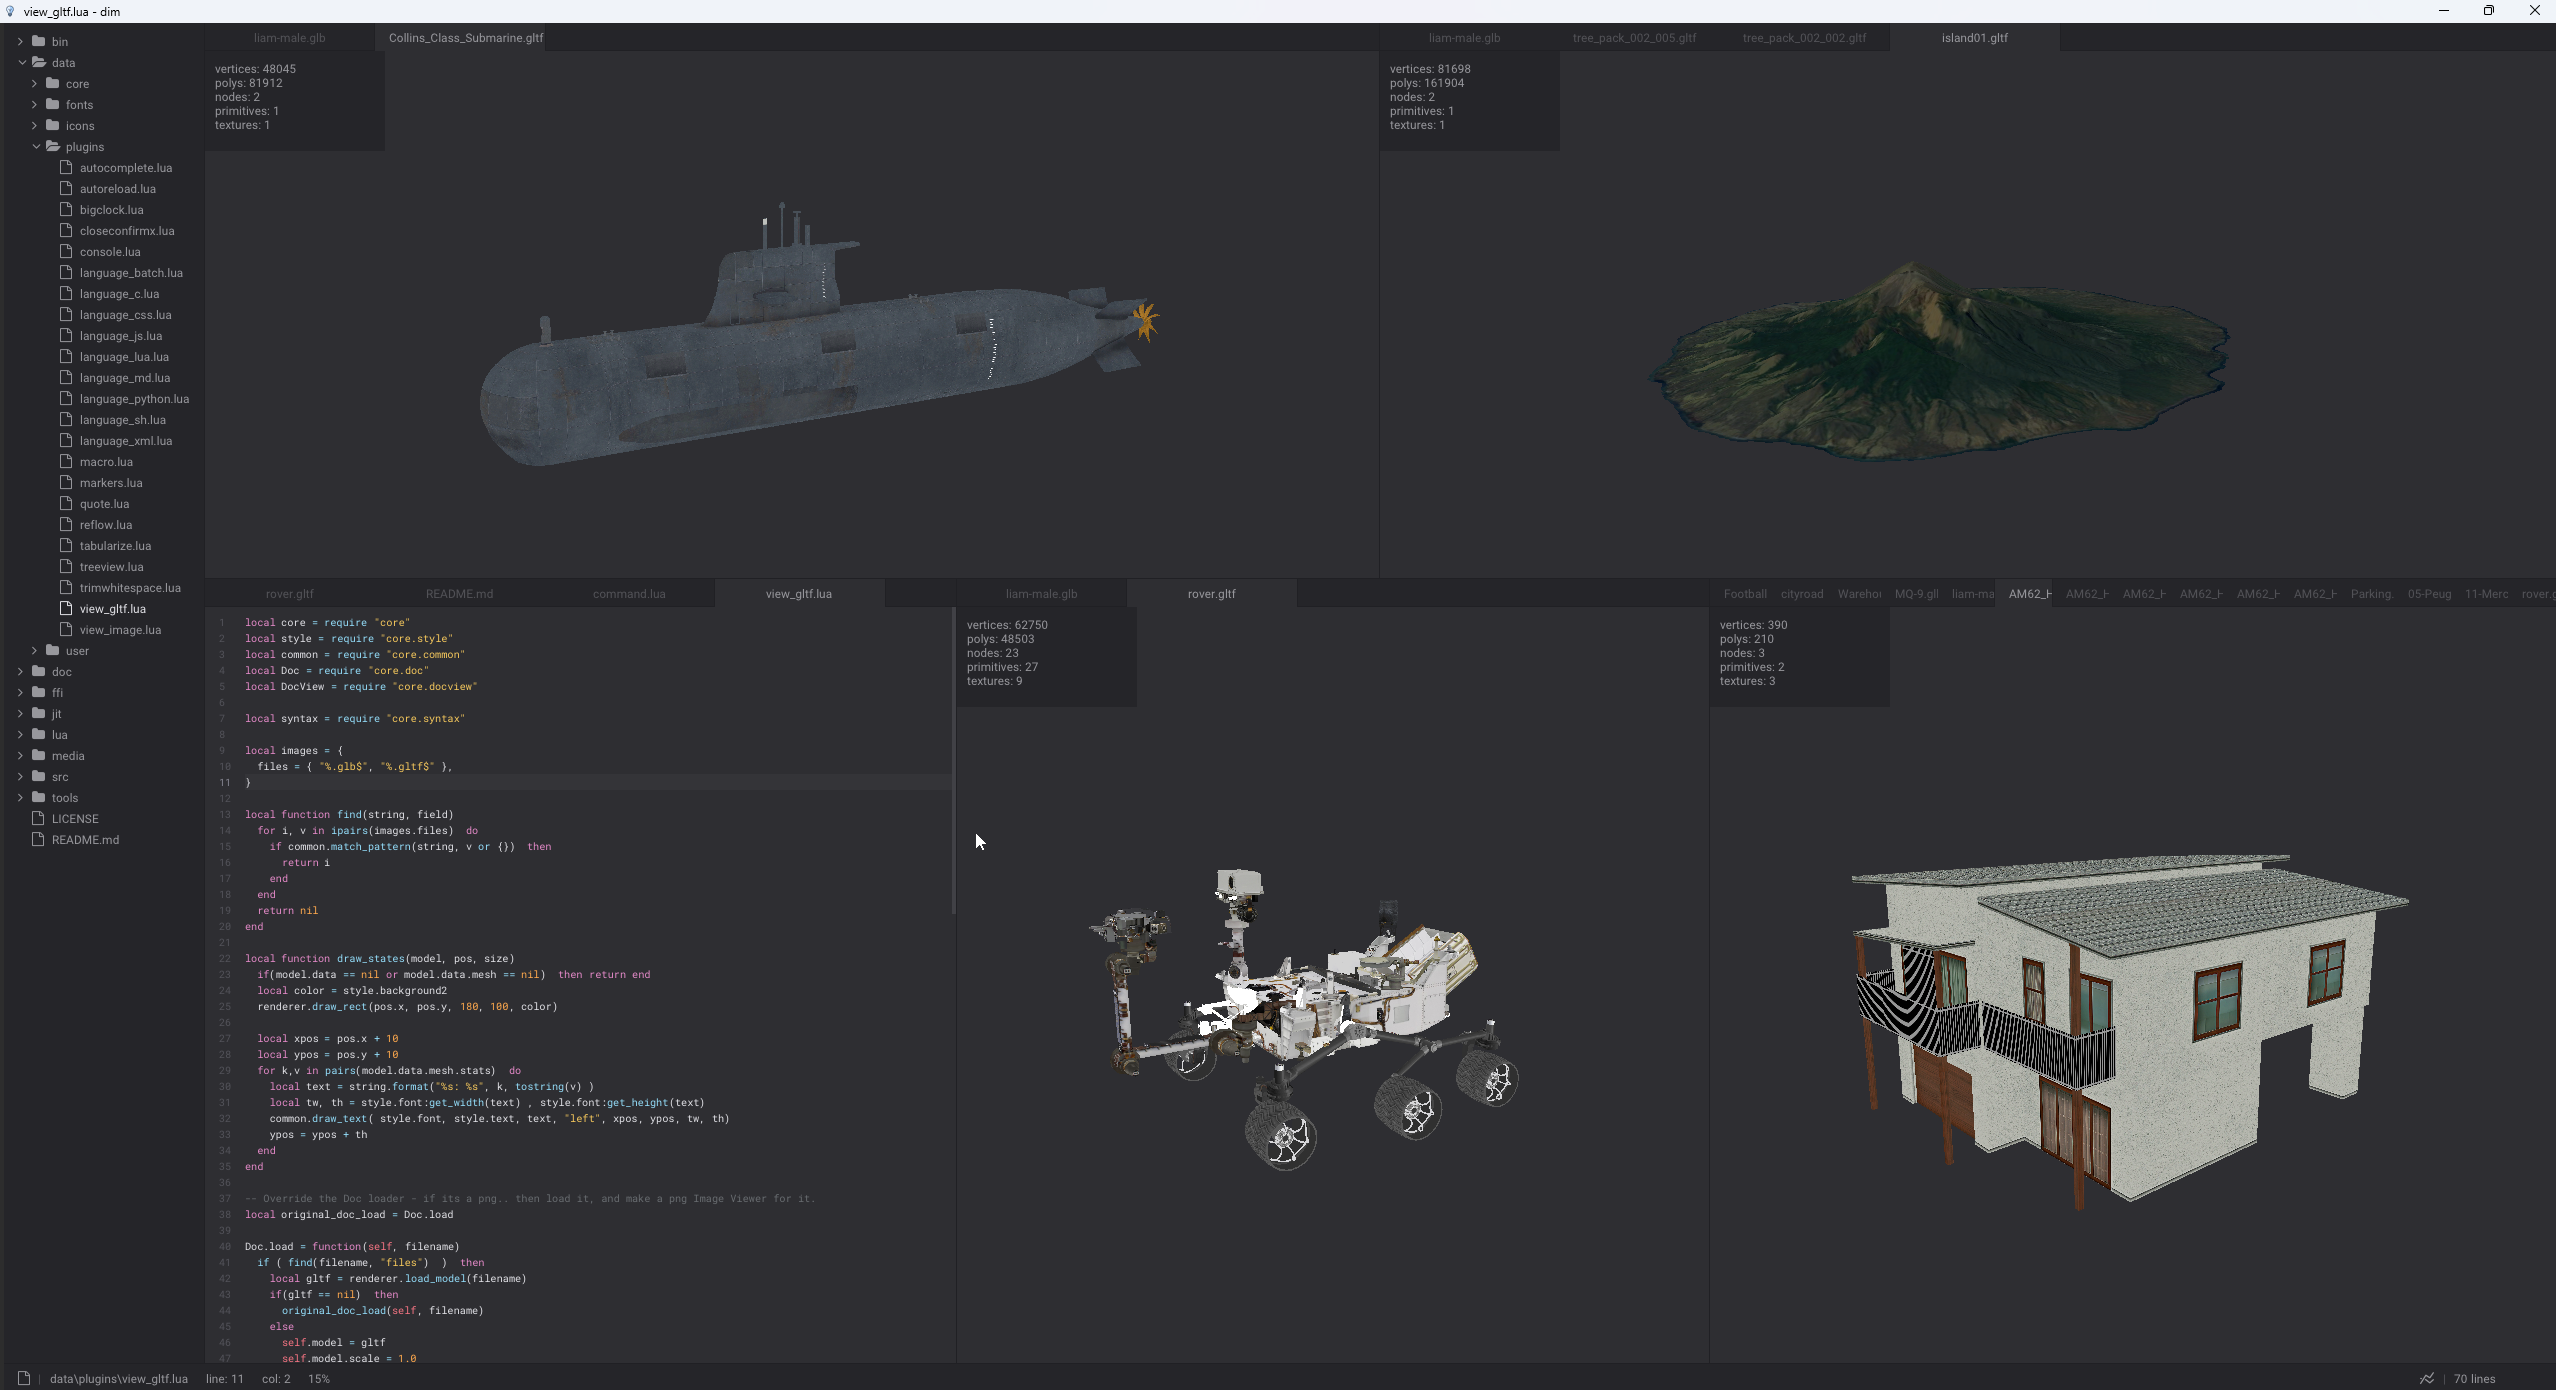 view_gltf.lua - dim
bin
data
core
fonts
icons
plugins
autocomplete.lua
autoreload.lua
bigclock.lua
closeconfirmx.lua
console.lua
language_batch.lua
language_c.lua
language_css.lua
language_js.lua
language_lua.lua
language_md.lua
language_python.lua
language_sh.lua
language_xml.lua
macro.lua
markers.lua
quote.lua
reflow.lua
tabularize.lua
treeview.lua
trimwhitespace.lua
view_gltf.lua
view_image.lua
user
doc
ffi
jit
lua
media
src
tools
LICENSE
README.md
liam-male.glb Collins_Class_Submarine.gltf
vertices: 48045
polys: 81912
nodes: 2
primitives: 1
textures: 1
liam-male.glb tree_pack_002_005.gltf tree_pack_002_002.gltf island01.gltf
vertices: 81698
polys: 161904
nodes: 2
primitives: 1
textures: 1
rover.gltf README.md command.lua view_gltf.lua
1 local core = require "core"
2 local style = require "core.style"
3 local common = require "core.common"
4 local Doc = require "core.doc"
5 local DocView = require "core.docview"
6
7 local syntax = require "core.syntax"
8
9 local images = {
10 files = { "%.glb$", "%.gltf$" },
11 }
12
13 local function find(string, field)
14 for i, v in ipairs(images.files) do
15 if common.match_pattern(string, v or {}) then
16 return i
17 end
18 end
19 return nil
20 end
21
22 local function draw_states(model, pos, size)
23 if(model.data == nil or model.data.mesh == nil) then return end
24 local color = style.background2
25 renderer.draw_rect(pos.x, pos.y, 180, 100, color)
26
27 local xpos = pos.x + 10
28 local ypos = pos.y + 10
29 for k,v in pairs(model.data.mesh.stats) do
30 local text = string.format("%s: %s", k, tostring(v) )
31 local tw, th = style.font:get_width(text) , style.font:get_height(text)
32 common.draw_text( style.font, style.text, text, "left", xpos, ypos, tw, th)
33 ypos = ypos + th
34 end
35 end
36
37 -- Override the Doc loader - if its a png.. then load it, and make a png Image Viewer for it.
38 local original_doc_load = Doc.load
39
40 Doc.load = function(self, filename)
41 if ( find(filename, "files") ) then
42 local gltf = renderer.load_model(filename)
43 if(gltf == nil) then
44 original_doc_load(self, filename)
45 else
46 self.model = gltf
47 self.model.scale = 1.0
liam-male.glb rover.gltf
vertices: 62750
polys: 48503
nodes: 23
primitives: 27
textures: 9
Football cityroad Warehou MQ-9.gll liam-ma AM62_H AM62_H AM62_H AM62_H AM62_H AM62_H Parking. 05-Peug 11-Merc rover.g
vertices: 390
polys: 210
nodes: 3
primitives: 2
textures: 3
data\plugins\view_gltf.lua line: 11 col: 2 15%
70 lines